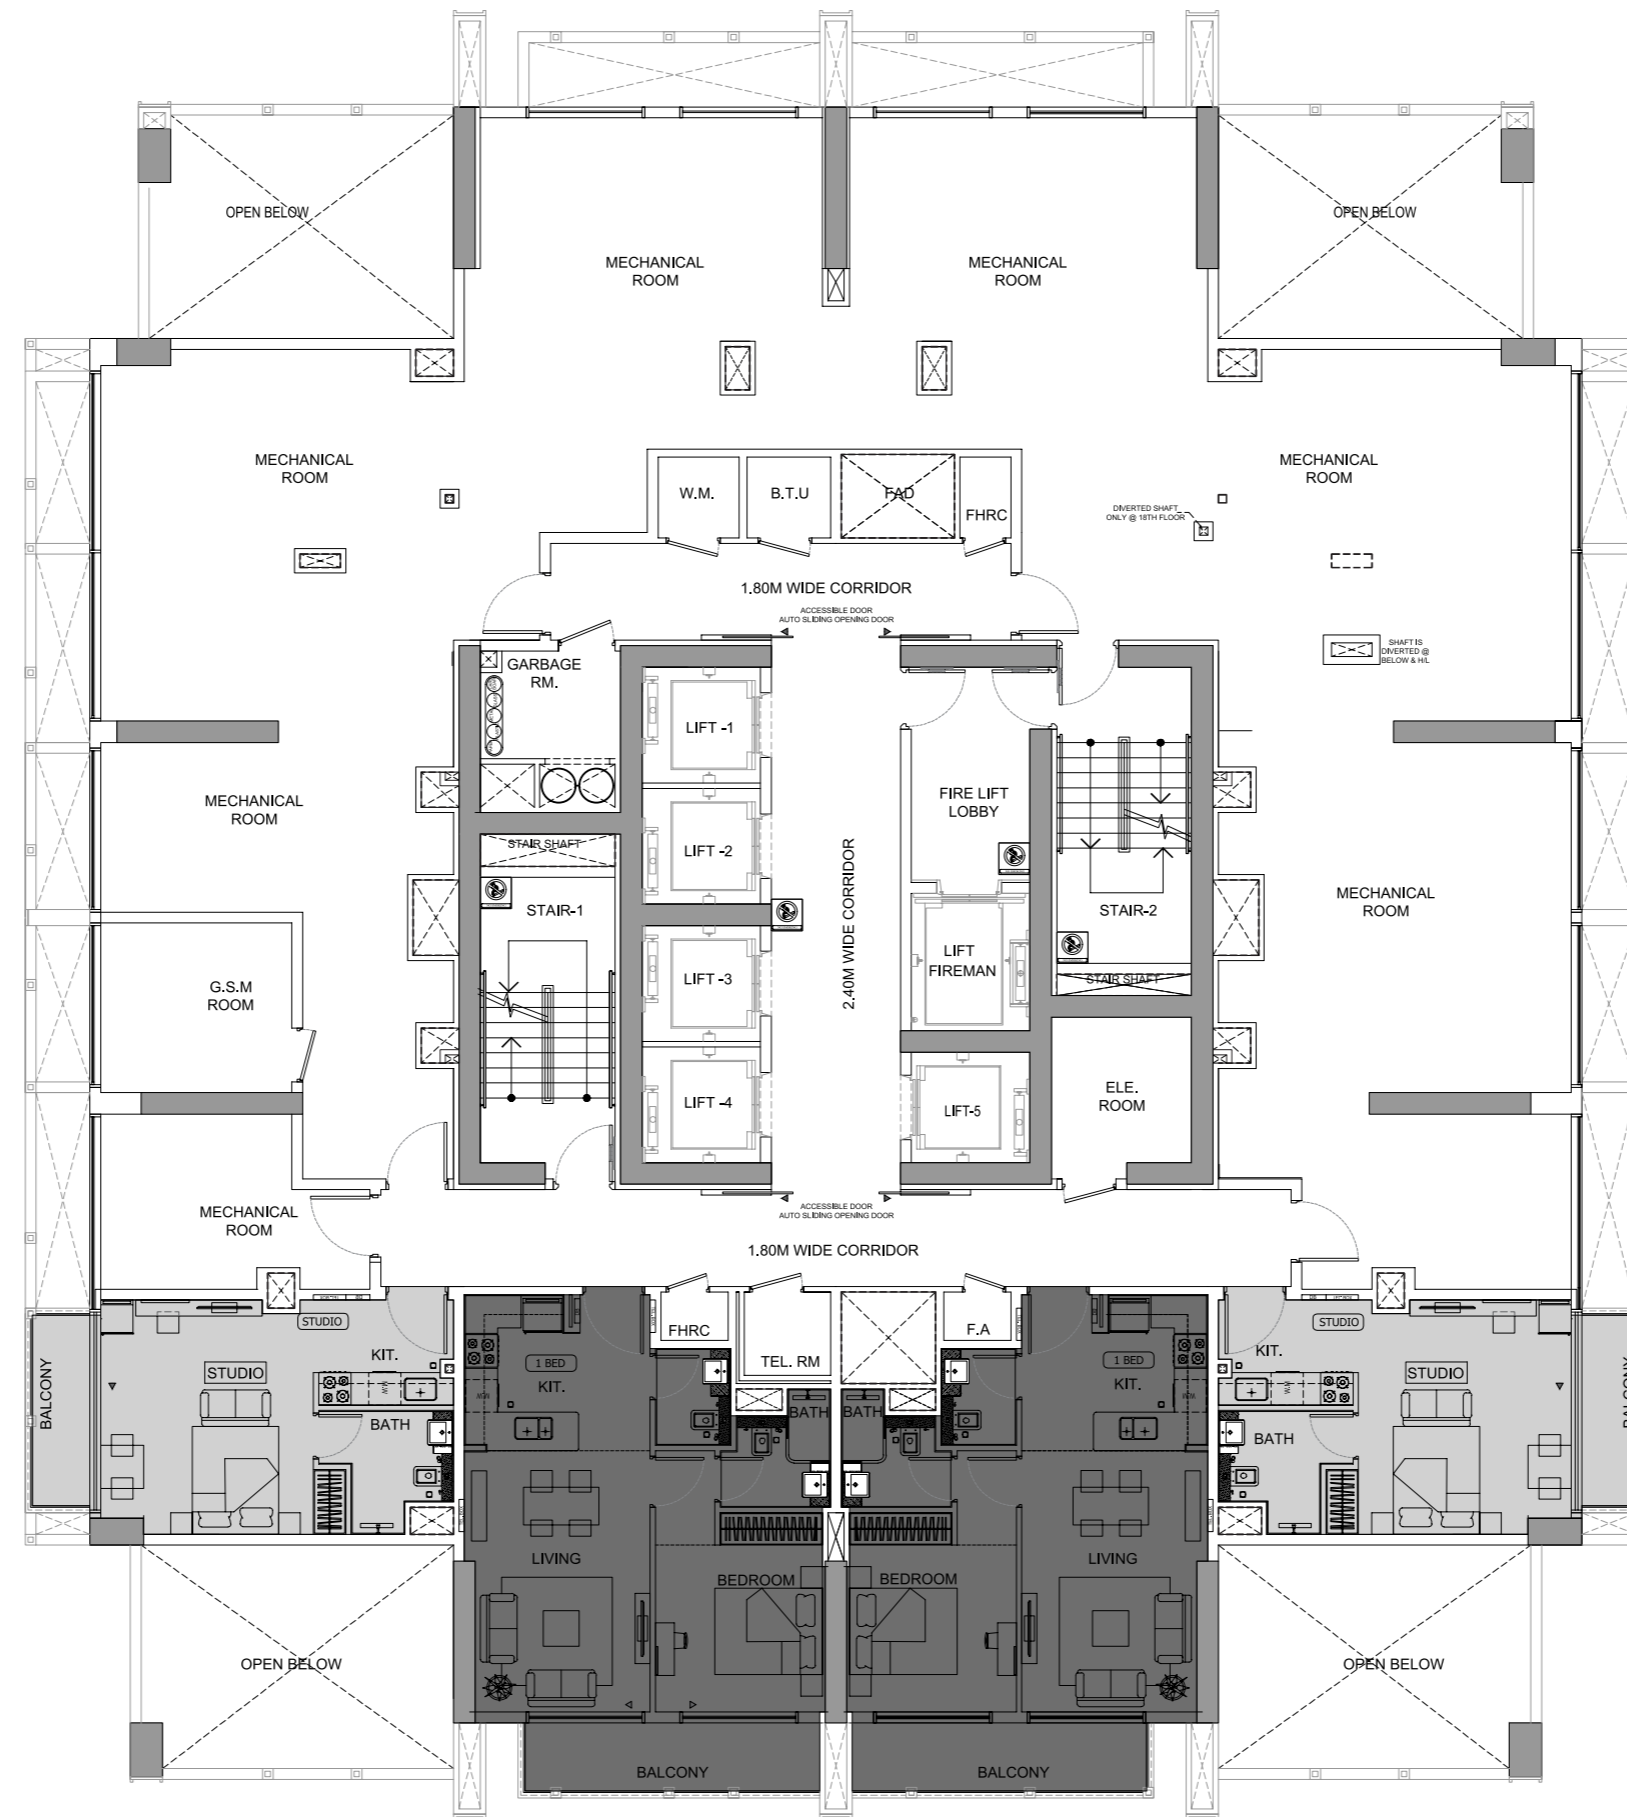 OPEN BELOW
OPEN BELOW
MECHANICAL
ROOM
MECHANICAL
ROOM
MECHANICAL
ROOM
MECHANICAL
ROOM
W.M.
B.T.U
FAD
FHRC
DIVERTED SHAFT
ONLY @ 18TH FLOOR
1.80M WIDE CORRIDOR
ACCESSIBLE DOOR
AUTO SLIDING OPENING DOOR
SHAFT IS
DIVERTED @
BELOW & H/L
GARBAGE
RM.
LIFT -1
MECHANICAL
ROOM
FIRE LIFT
LOBBY
STAIR SHAFT
LIFT -2
2.40M WIDE CORRIDOR
MECHANICAL
ROOM
STAIR-1
STAIR-2
LIFT
FIREMAN
LIFT -3
STAIR SHAFT
G.S.M
ROOM
LIFT -4
LIFT-5
ELE.
ROOM
MECHANICAL
ROOM
ACCESSIBLE DOOR
AUTO SLIDING OPENING DOOR
1.80M WIDE CORRIDOR
STUDIO
FHRC
F.A
STUDIO
KIT.
1 BED
KIT.
TEL. RM
1 BED
KIT.
KIT.
STUDIO
STUDIO
BALCONY
BATH
BATH
BATH
BATH
BALCONY
M/W
M/W
LIVING
BEDROOM
BEDROOM
LIVING
OPEN BELOW
OPEN BELOW
BALCONY
BALCONY